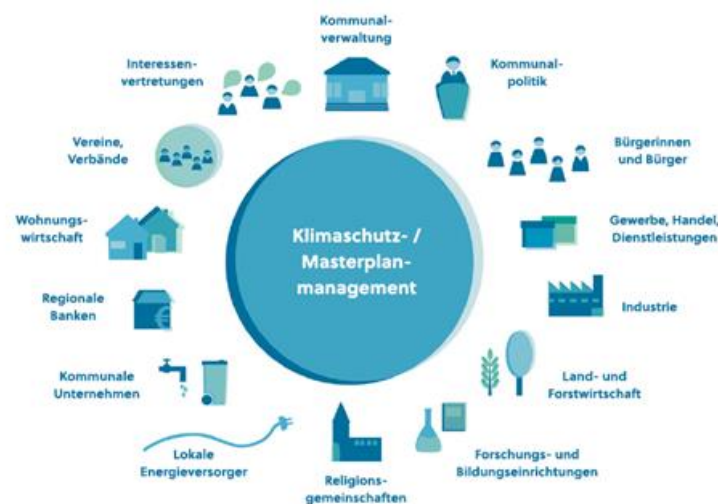 Kommunal-
verwaltung
Kommunal-
politik
Bürgerinnen
und Bürger
Gewerbe, Handel,
Dienstleistungen
Industrie
Land- und
Forstwirtschaft
Forschungs- und
Bildungseinrichtungen
Religions-
gemeinschaften
Lokale
Energieversorger
Kommunale
Unternehmen
Regionale
Banken
Wohnungs-
wirtschaft
Vereine,
Verbände
Interessen-
vertretungen
Klimaschutz- /
Masterplan-
management
€